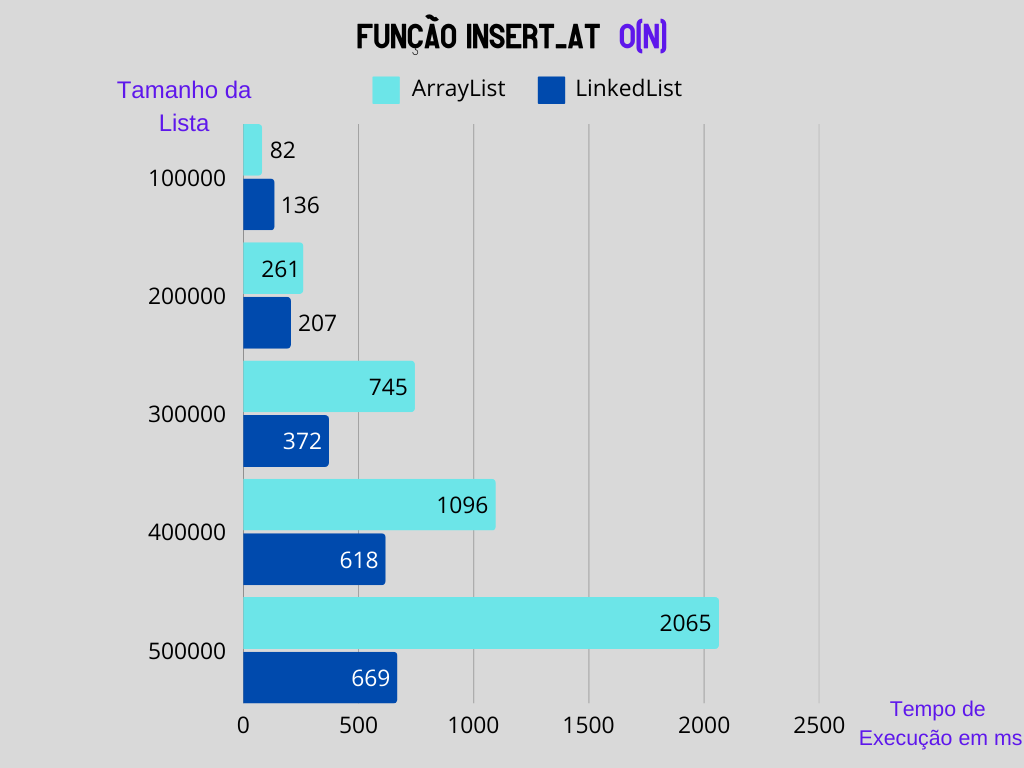 FUNÇÃO INSERT_AT O(N)
Tamanho da
Lista
ArrayList LinkedList
82
100000
136
261
200000
207
745
300000
372
1096
400000
618
2065
500000
669
0 500 1000 1500 2000 2500
Tempo de
Execução em ms